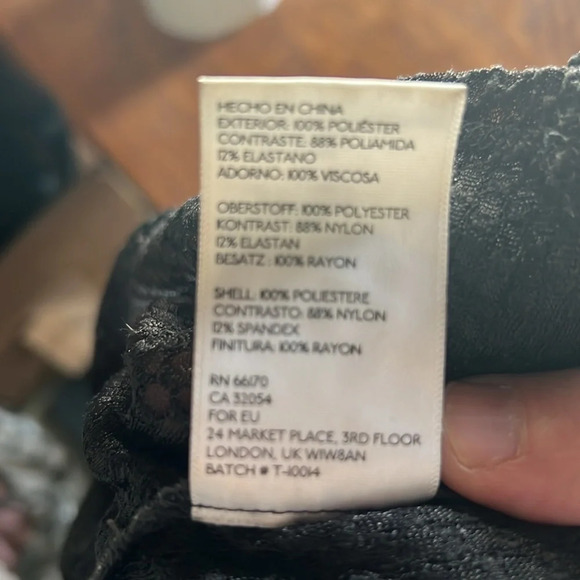 HECHO EN CHINA
EXTERIOR: 100% POLIÉSTER
CONTRASTE: 88% POLIAMIDA
12% ELASTANO
ADORNO: 100% VISCOSA
OBERSTOFF: 100% POLYESTER
KONTRAST: 88% NYLON
12% ELASTAN
BESATZ : 100% RAYON
SHELL: 100% POLIESTERE
CONTRASTO: 88% NYLON
12% SPANDEX
FINITURA: 100% RAYON
RN 66170
CA 32054
FOR EU
24 MARKET PLACE, 3RD FLOOR
LONDON, UK W1W8AN
BATCH # T-10014